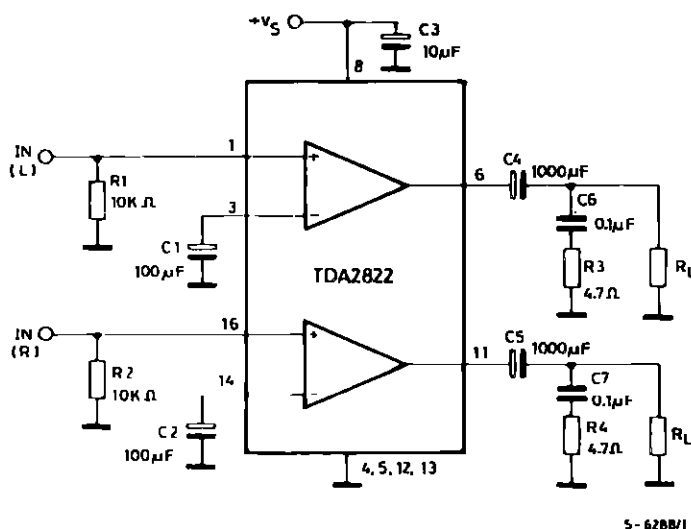 +VS
C3
10µF
8
IN
(L)
1
R1
10KΩ
3
C1
100µF
6
C4
1000µF
C6
0.1µF
R3
4.7Ω
RL
TDA2822
IN
(R)
16
R2
10KΩ
14
C2
100µF
11
C5
1000µF
C7
0.1µF
R4
4.7Ω
RL
4, 5, 12, 13
+
-
+
-
S-6288/1